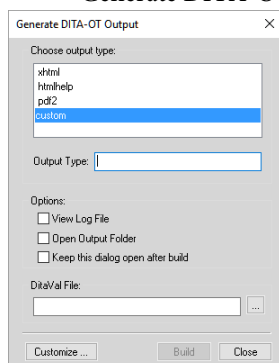 Generate DITA-OT Output
Choose output type:
xhtml
htmlhelp
pdf2
custom
Output Type:
Options:
View Log File
Open Output Folder
Keep this dialog open after build
DitaVal File:
...
Customize ... Build Close